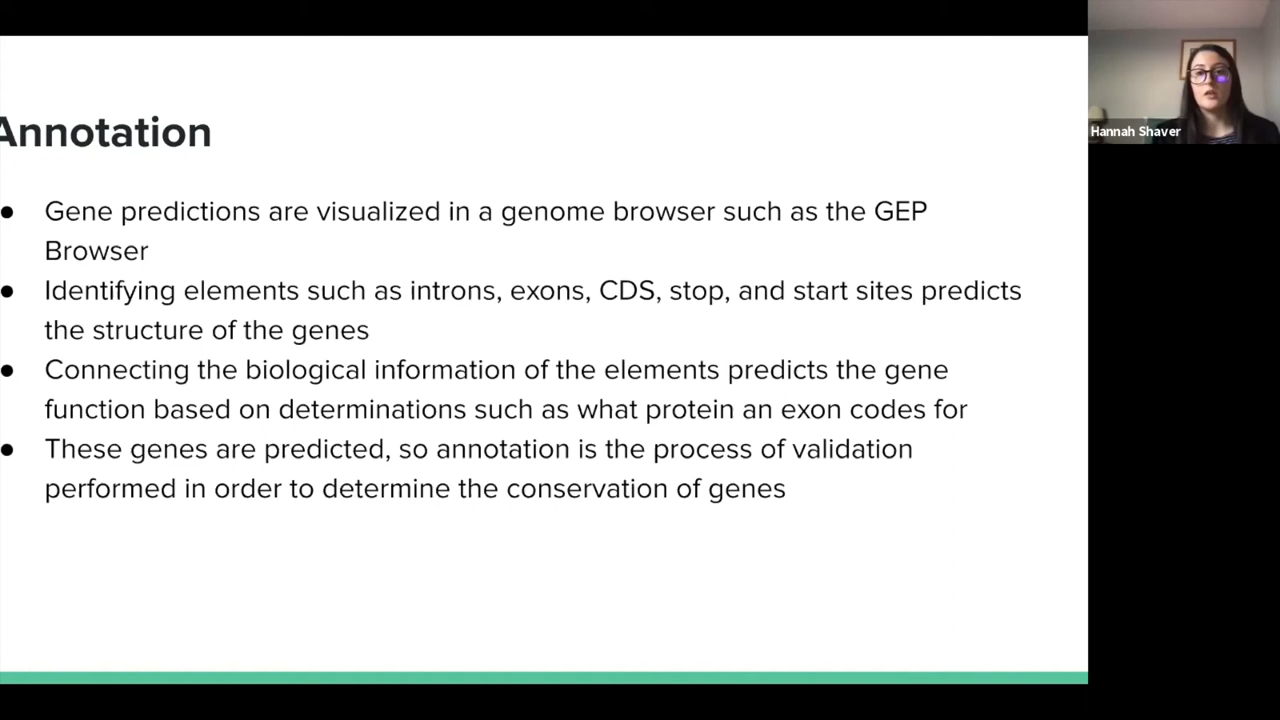 Annotation
● Gene predictions are visualized in a genome browser such as the GEP
Browser
● Identifying elements such as introns, exons, CDS, stop, and start sites predicts
the structure of the genes
● Connecting the biological information of the elements predicts the gene
function based on determinations such as what protein an exon codes for
● These genes are predicted, so annotation is the process of validation
performed in order to determine the conservation of genes
Hannah Shaver